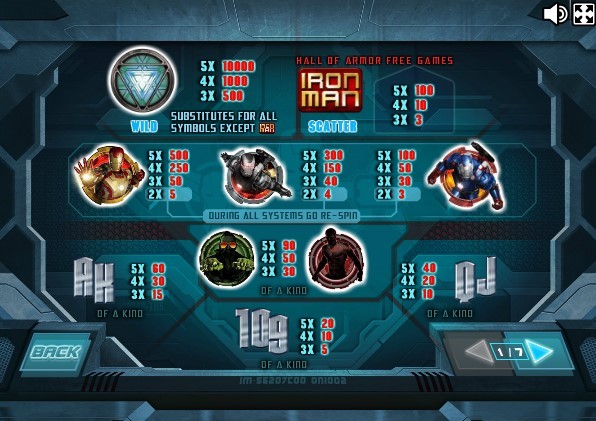 5X 10000
4X 1000
3X 500
WILD
SUBSTITUTES FOR ALL
SYMBOLS EXCEPT
HALL OF ARMOR FREE GAMES
IRON
MAN
SCATTER
5X 100
4X 10
3X 3
5X 500
4X 250
3X 50
2X 5
5X 300
4X 150
3X 40
2X 4
5X 100
4X 50
3X 30
2X 3
DURING ALL SYSTEMS GO RE-SPIN
5X 90
4X 50
3X 30
OF A KIND
AK
5X 60
4X 30
3X 15
OF A KIND
5X 40
4X 20
3X 10
QJ
OF A KIND
109
5X 20
4X 10
3X 5
OF A KIND
BACK
1/7